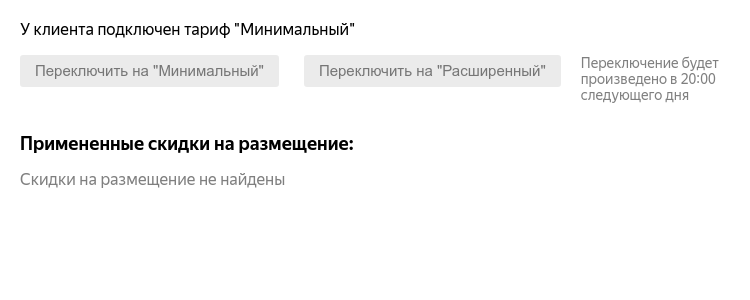 У клиента подключен тариф "Минимальный"
Переключить на "Минимальный"
Переключить на "Расширенный"
Переключение будет
произведено в 20:00
следующего дня
Примененные скидки на размещение:
Скидки на размещение не найдены